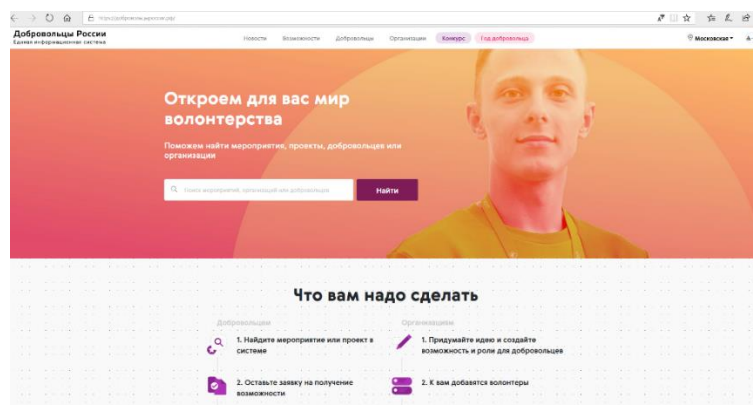 https://добровольцыроссии.рф/
Добровольцы России
Единая информационная система
Новости Возможности Добровольцы Организации Конкурс Год добровольца
Московская
Откроем для вас мир
волонтерства
Поможем найти мероприятия, проекты, добровольцев или
организации
Поиск мероприятий, организаций или добровольцев
Найти
Что вам надо сделать
Добровольцам
1. Найдите мероприятие или проект в
системе
2. Оставьте заявку на получение
возможности
Организациям
1. Придумайте идею и создайте
возможность и роли для добровольцев
2. К вам добавятся волонтеры